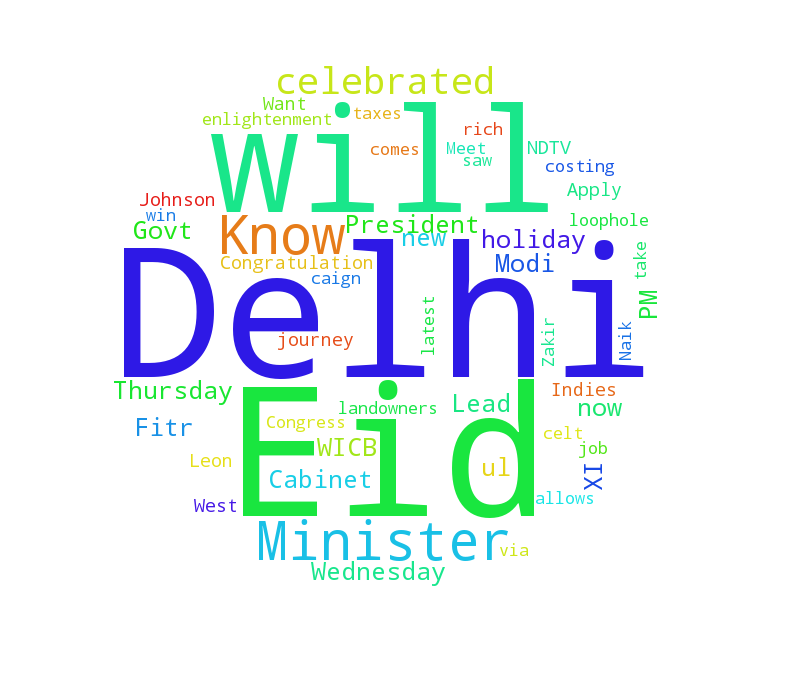 celebrated
Want
enlightenment
taxes
will
rich
comes
Meet
NDTV
saw
costing
Apply
Johnson
win
Govt
Know
President
loophole
new
holiday
Congratulation
Modi
take
caign
PM
Delhi
journey
latest
Zakir
Naik
Thursday
Eid
landowners
Lead
Indies
now
Fitr
Congress
WICB
celt
job
Leon
ul
Cabinet
IX
West
allows
Minister
via
Wednesday